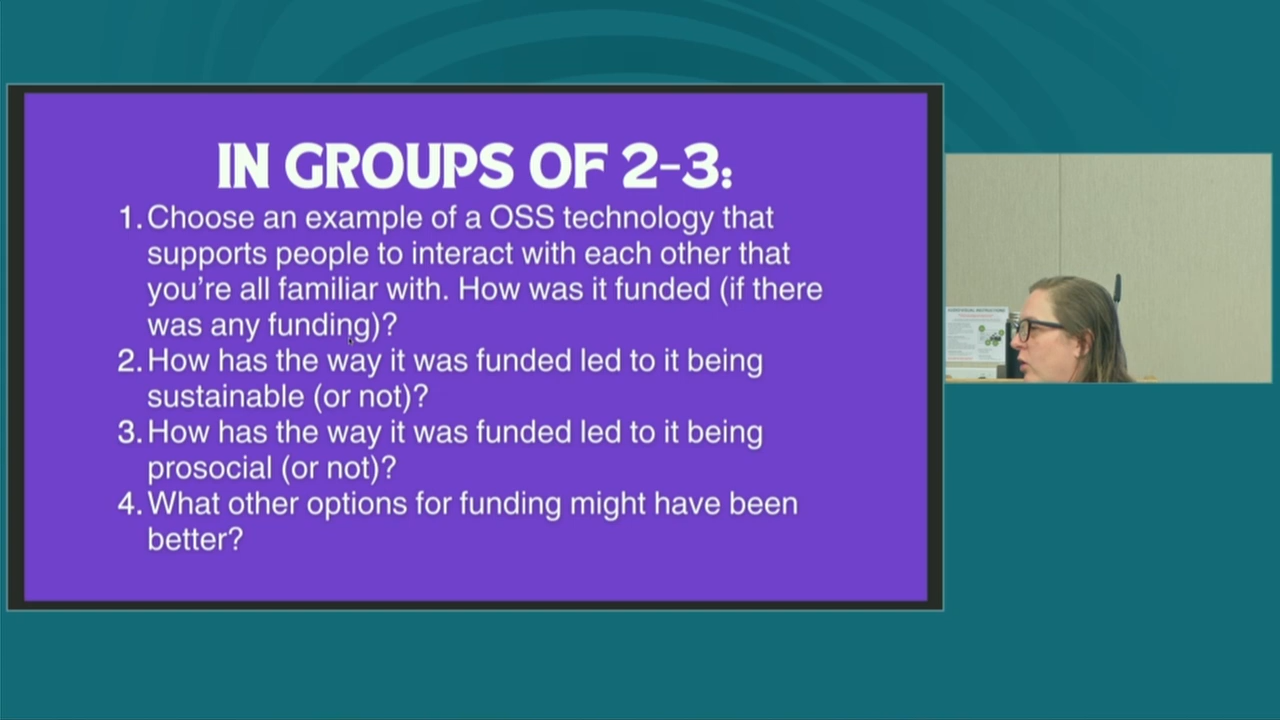 IN GROUPS OF 2-3:
1. Choose an example of a OSS technology that
supports people to interact with each other that
you're all familiar with. How was it funded (if there
was any funding)?
2. How has the way it was funded led to it being
sustainable (or not)?
3. How has the way it was funded led to it being
prosocial (or not)?
4. What other options for funding might have been
better?